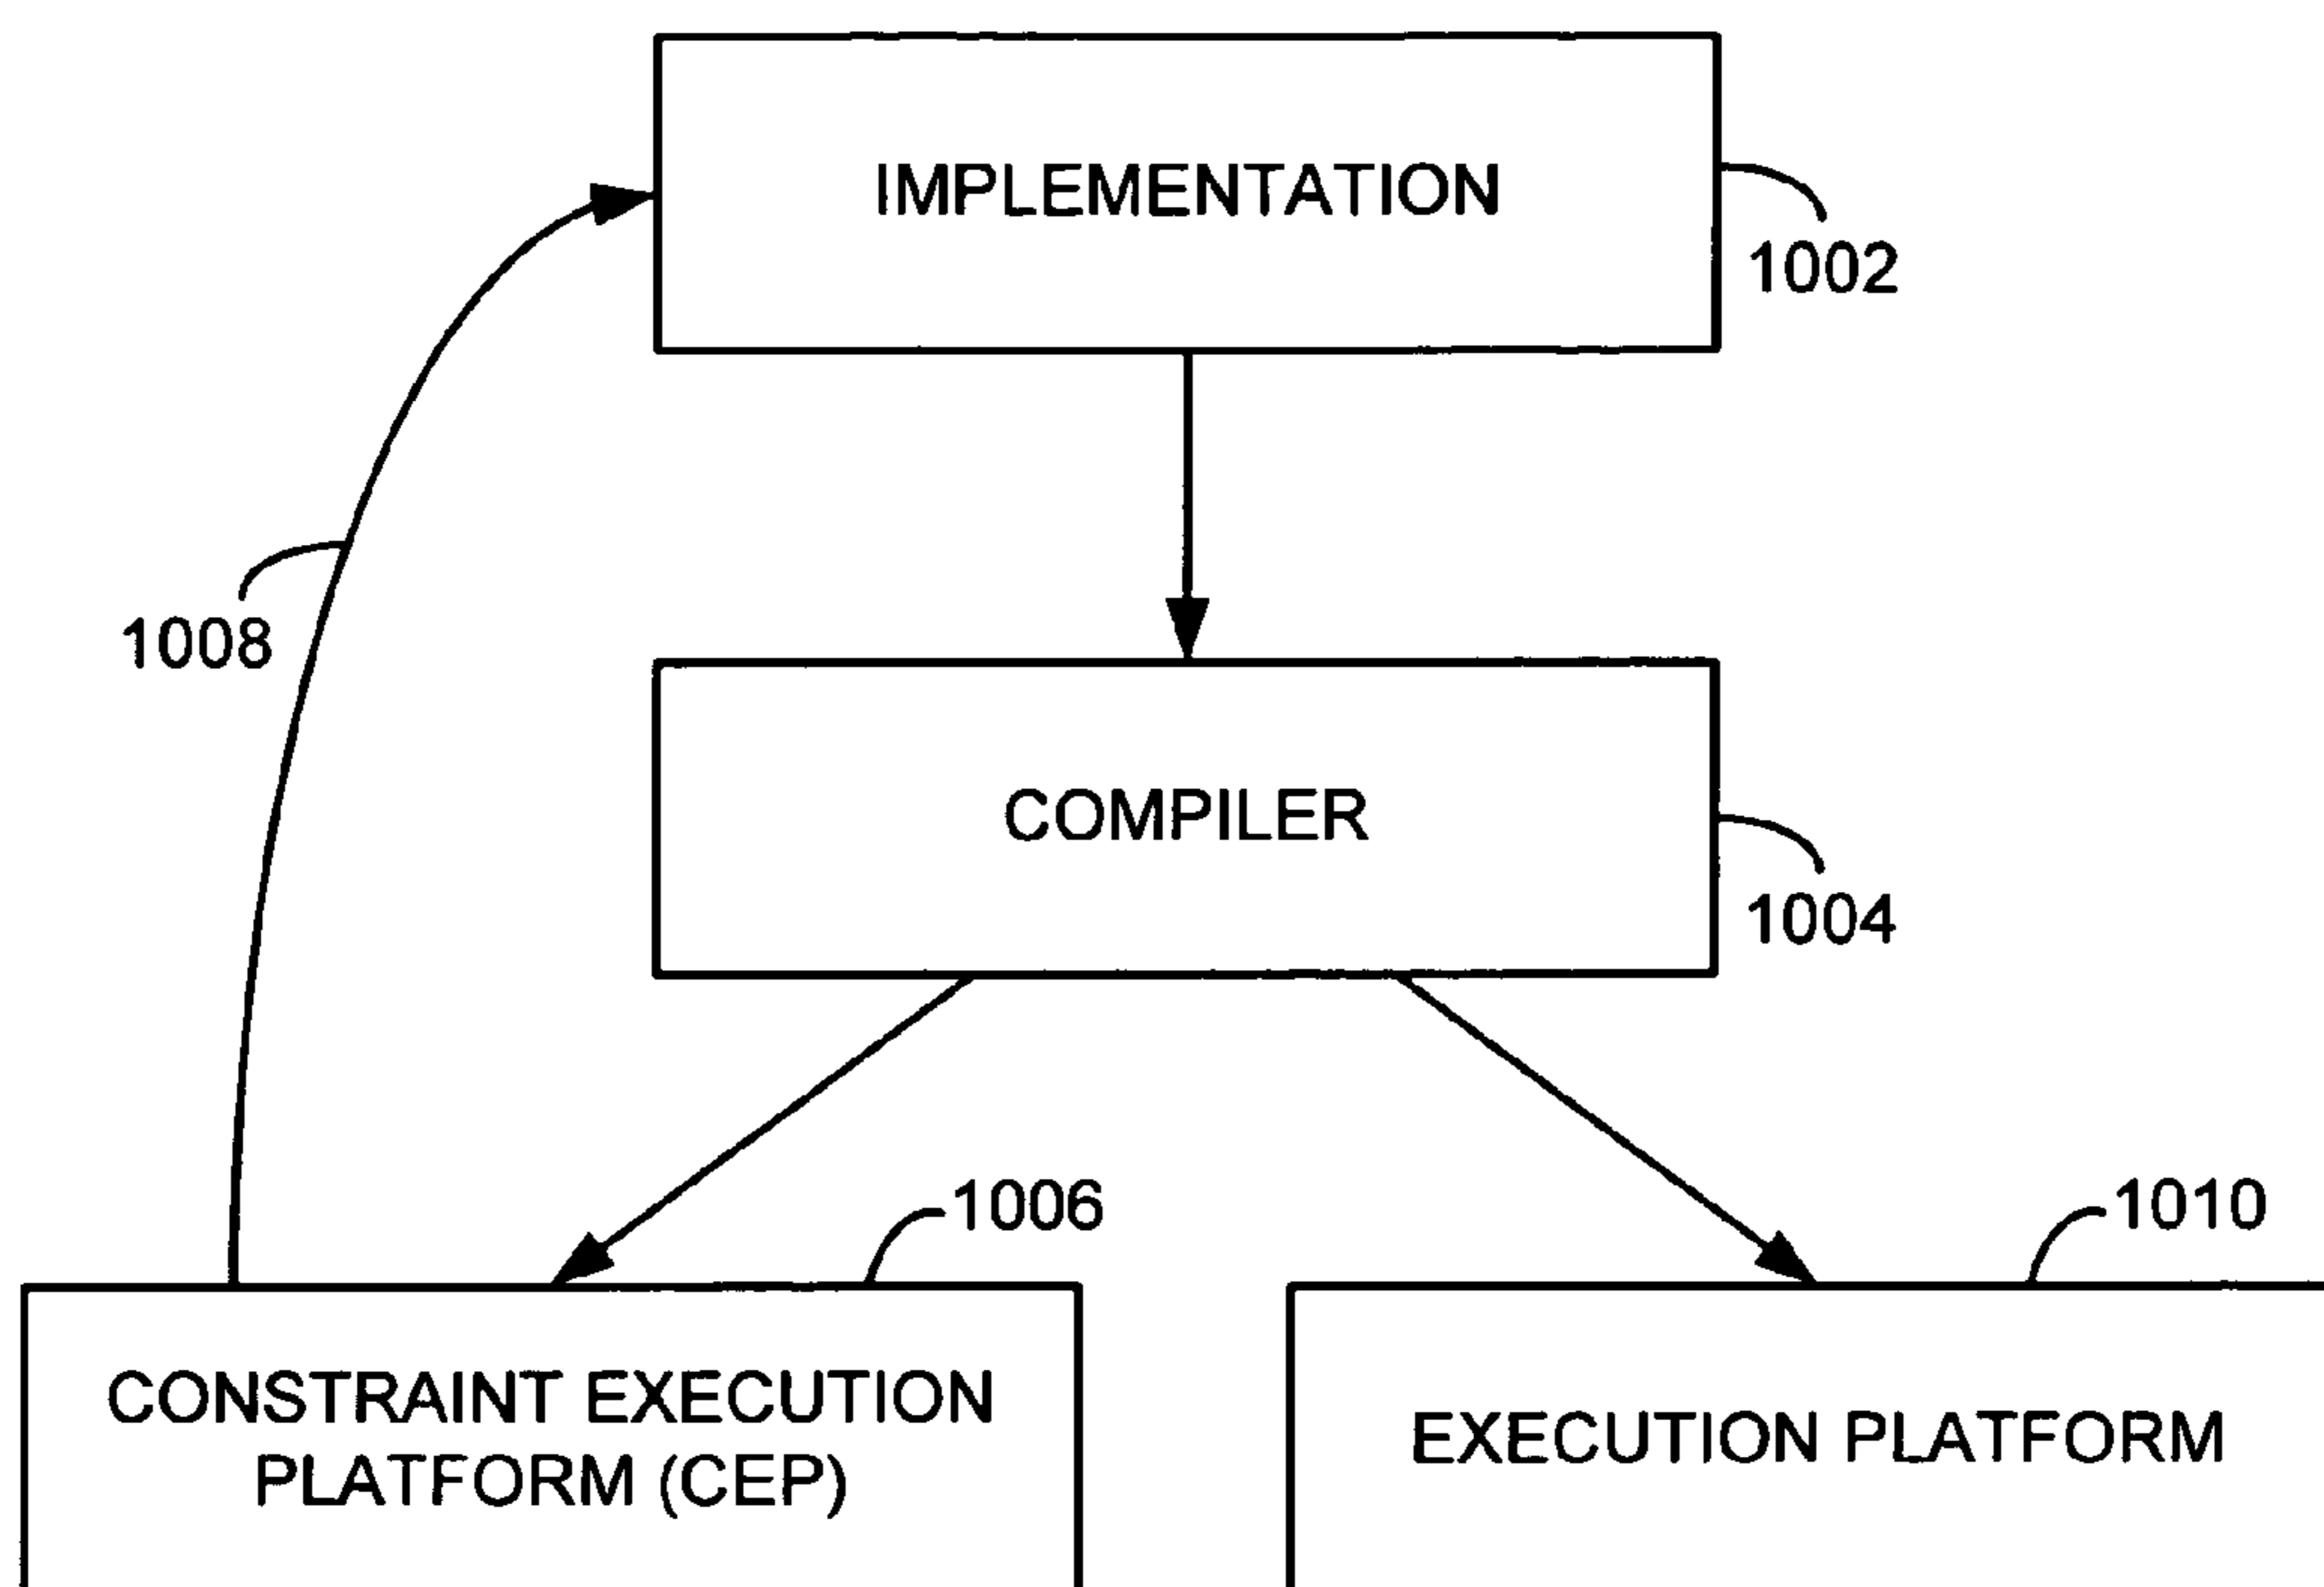 IMPLEMENTATION
1002
1008
COMPILER
1004
1006
1010
CONSTRAINT EXECUTION
PLATFORM (CEP)
EXECUTION PLATFORM